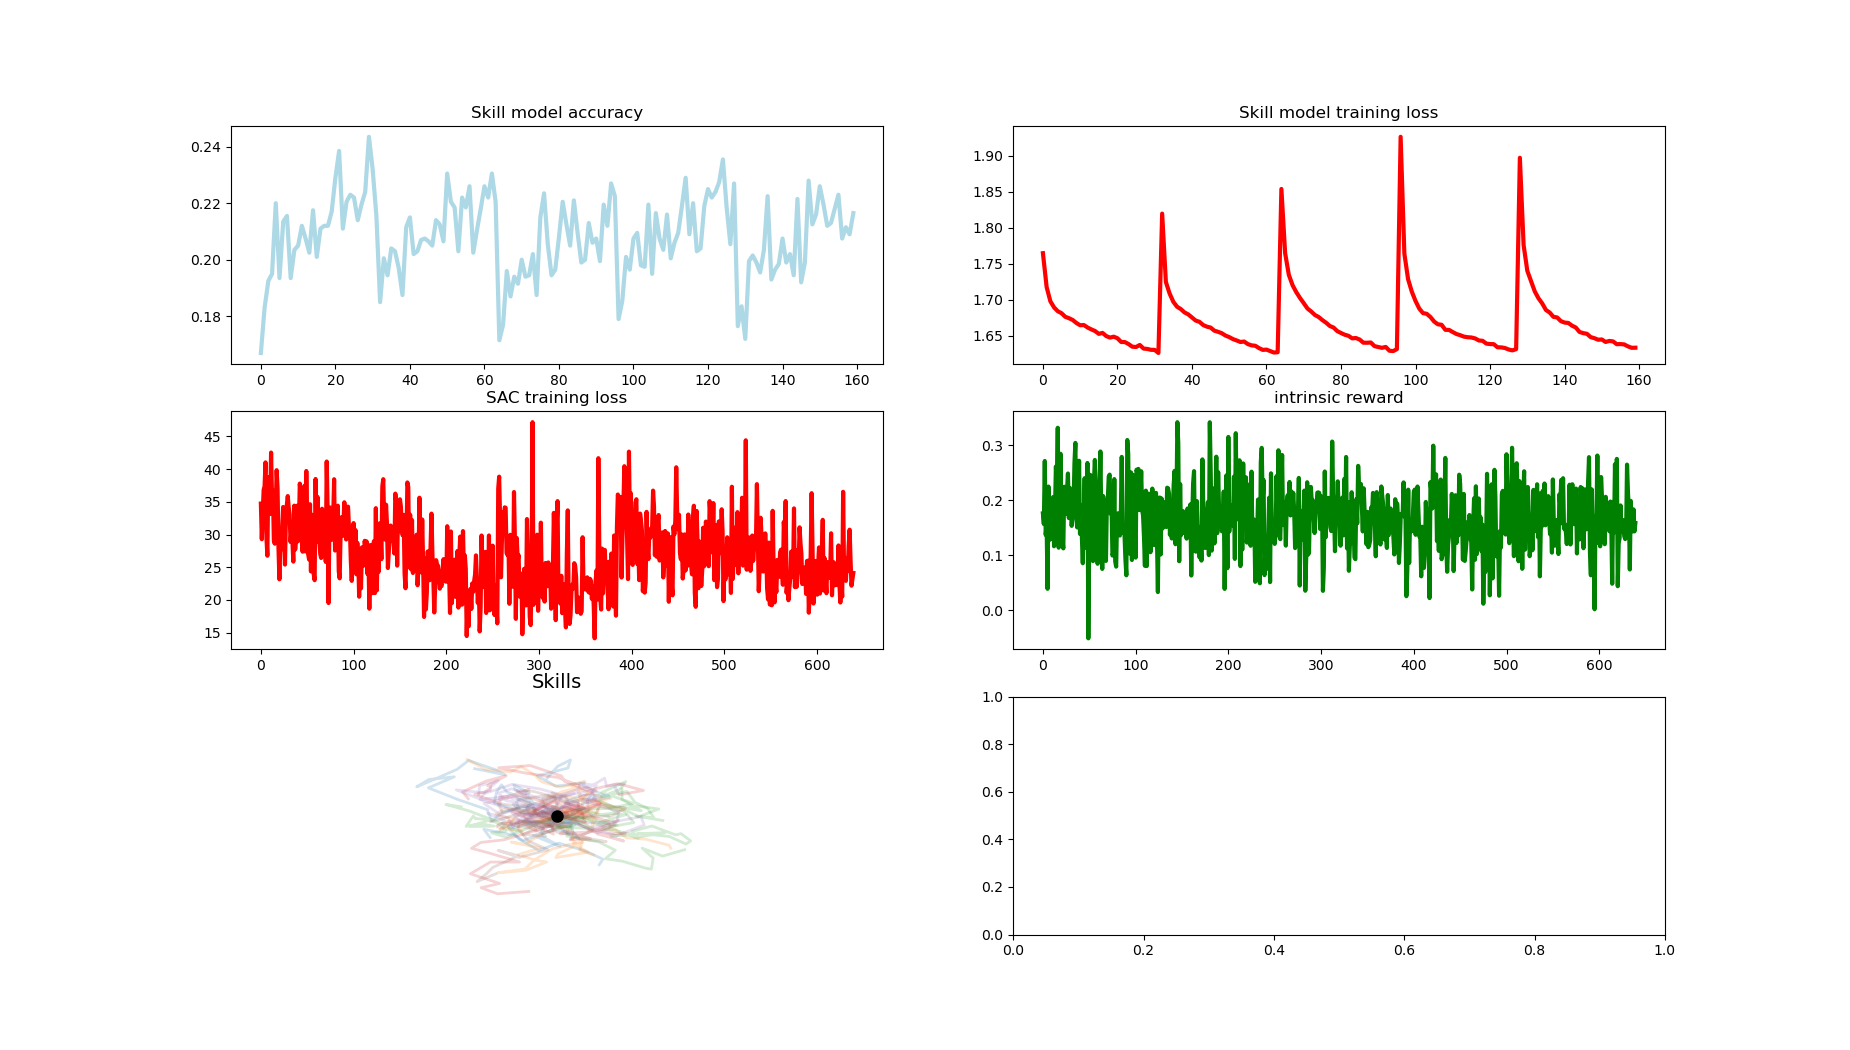 Skill model accuracy
0.24
0.22
0.20
0.18
0 20 40 60 80 100 120 140 160
Skill model training loss
1.90
1.85
1.80
1.75
1.70
1.65
0 20 40 60 80 100 120 140 160
SAC training loss
45
40
35
30
25
20
15
0 100 200 300 400 500 600
intrinsic reward
0.3
0.2
0.1
0.0
0 100 200 300 400 500 600
Skills
1.0
0.8
0.6
0.4
0.2
0.0
0.0 0.2 0.4 0.6 0.8 1.0